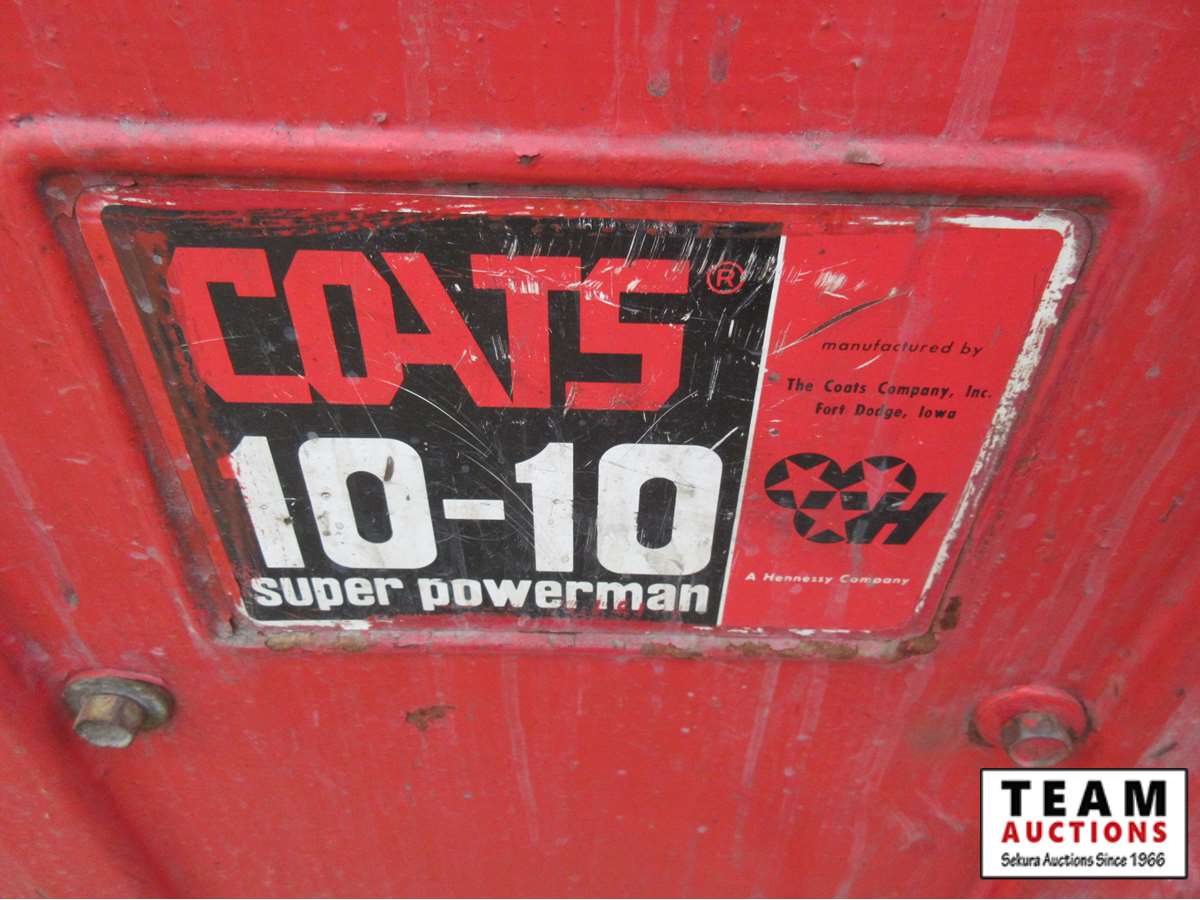 COATS®
10-10
super powerman
manufactured by
The Coats Company, Inc.
Fort Dodge, Iowa
H
A Hennessy Company
TEAM
AUCTIONS
Sekura Auctions Since 1966